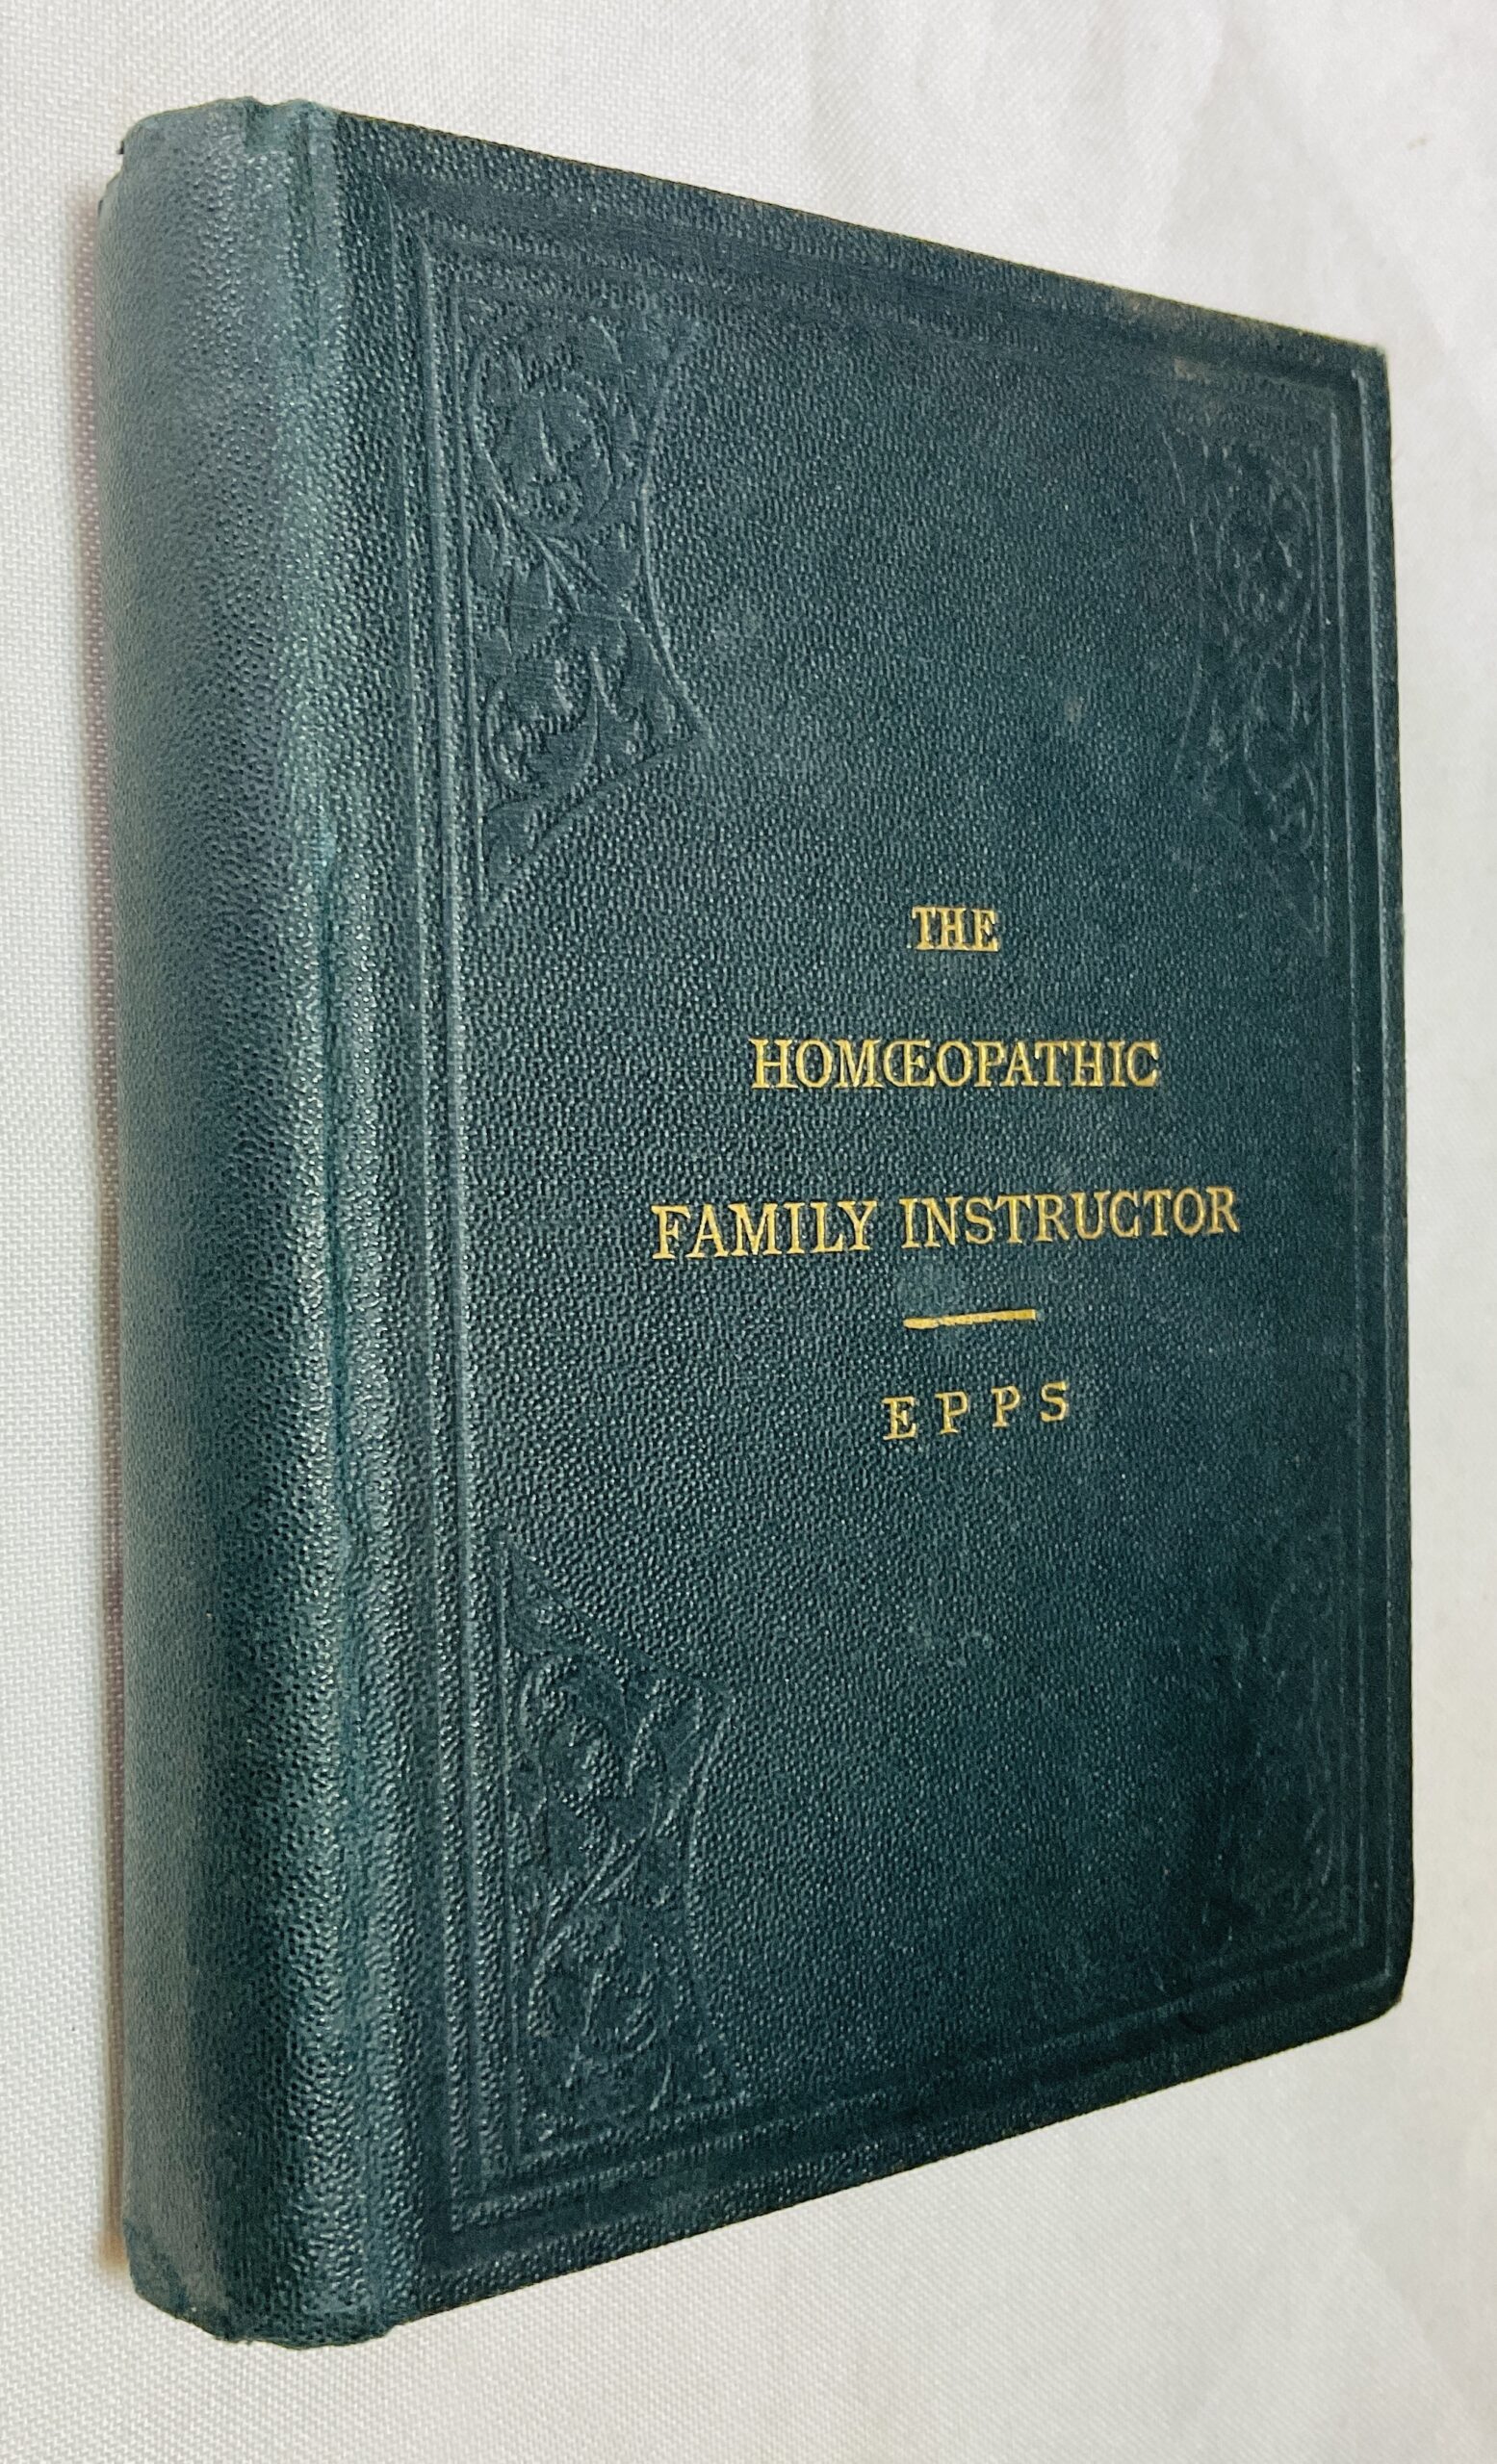 THE
HOMŒOPATHIC
FAMILY INSTRUCTOR
EPPS